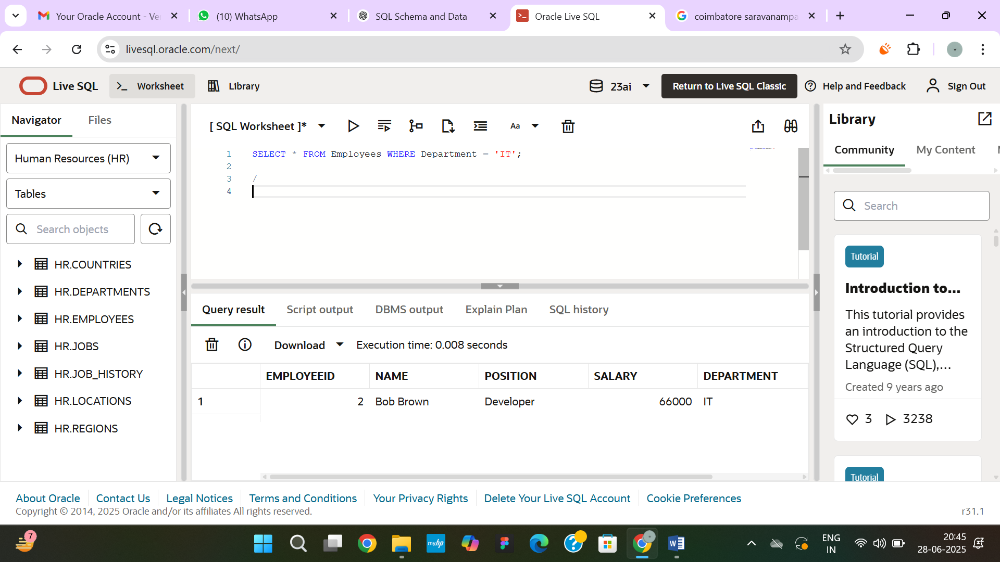 Your Oracle Account - Ve
(10) WhatsApp
SQL Schema and Data
Oracle Live SQL
coimbatore saravanampa
livesql.oracle.com/next/
Live SQL
Worksheet
Library
23ai
Return to Live SQL Classic
Help and Feedback
Sign Out
Navigator
Files
Human Resources (HR)
Tables
Search objects
HR.COUNTRIES
HR.DEPARTMENTS
HR.EMPLOYEES
HR.JOBS
HR.JOB_HISTORY
HR.LOCATIONS
HR.REGIONS
[ SQL Worksheet ]*
Aa
1 SELECT * FROM Employees WHERE Department = 'IT';
2
3 /
4
Query result
Script output
DBMS output
Explain Plan
SQL history
Download
Execution time: 0.008 seconds
EMPLOYEEID NAME POSITION SALARY DEPARTMENT
1 2 Bob Brown Developer 66000 IT
Library
Community
My Content
Search
Tutorial
Introduction to...
This tutorial provides
an introduction to the
Structured Query
Language (SQL),...
Created 9 years ago
3 3238
Tutorial
About Oracle
Contact Us
Legal Notices
Terms and Conditions
Your Privacy Rights
Delete Your Live SQL Account
Cookie Preferences
Copyright © 2014, 2025 Oracle and/or its affiliates All rights reserved.
r31.1
7
myhp
ENG
IN
20:45
28-06-2025